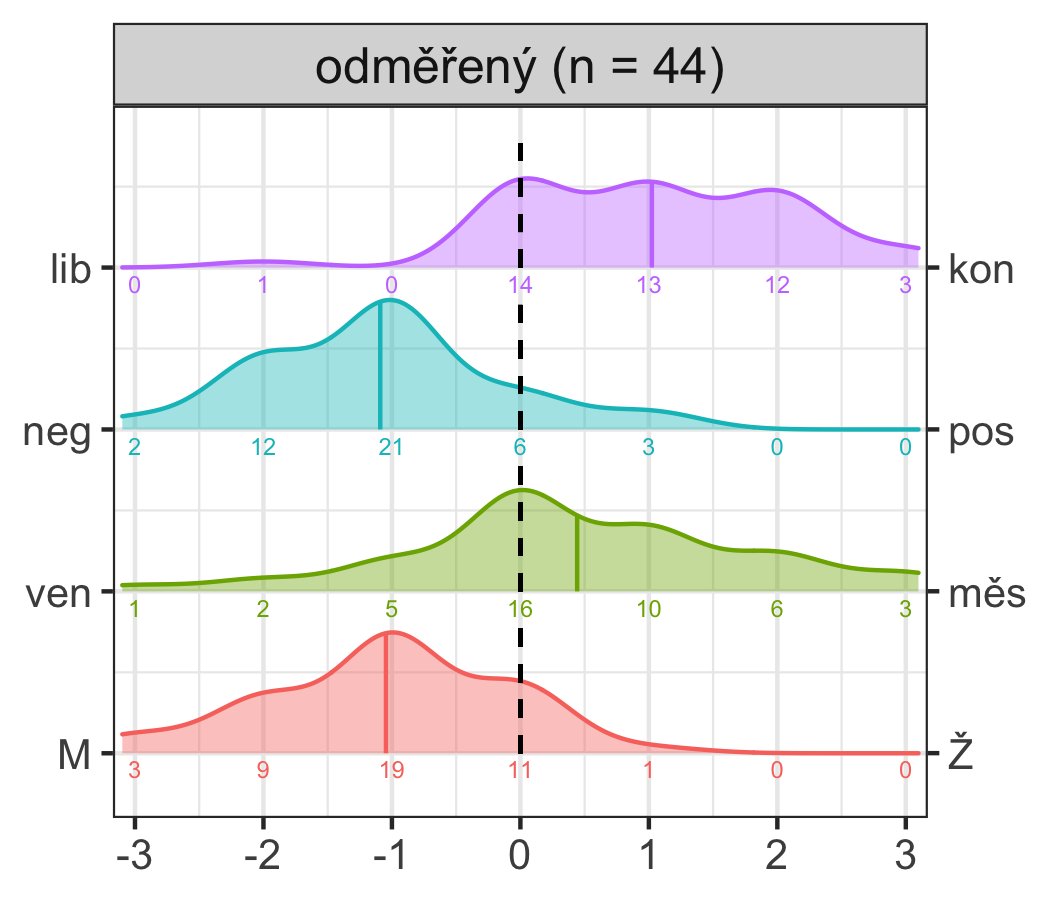 odměřený (n = 44)
lib kon
0 1 0 14 13 12 3
neg pos
2 12 21 6 3 0 0
ven měs
1 2 5 16 10 6 3
M Ž
3 9 19 11 1 0 0
-3 -2 -1 0 1 2 3